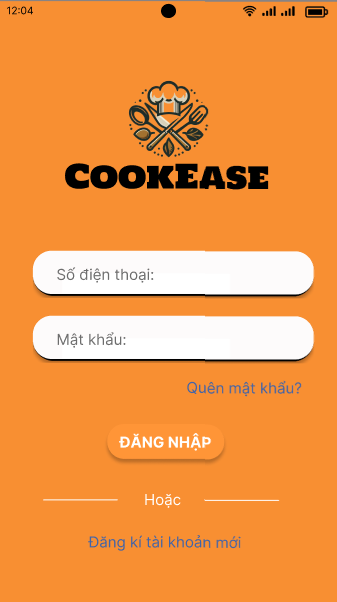 12:04
COOKEASE
Số điện thoại:
Mật khẩu:
Quên mật khẩu?
ĐĂNG NHẬP
Hoặc
Đăng kí tài khoản mới